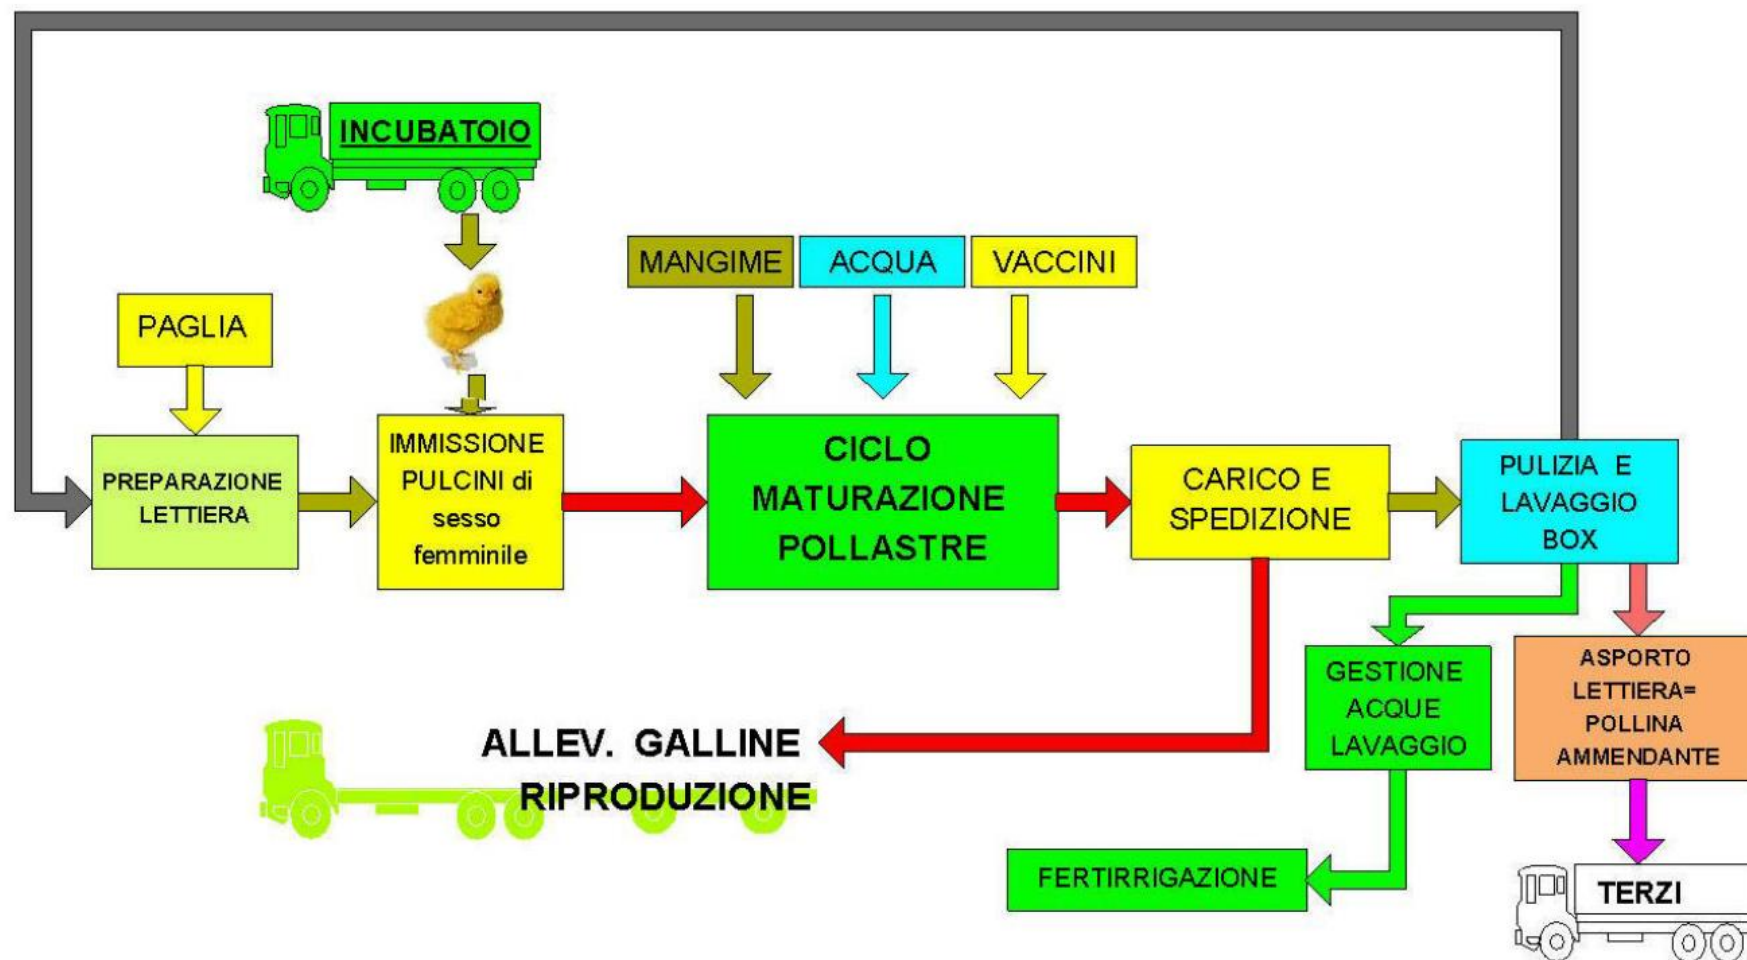 INCUBATOIO
MANGIME
ACQUA
VACCINI
PAGLIA
PREPARAZIONE
LETTIERA
IMMISSIONE
PULCINI di
sesso
femminile
CICLO
MATURAZIONE
POLLASTRE
CARICO E
SPEDIZIONE
PULIZIA E
LAVAGGIO
BOX
GESTIONE
ACQUE
LAVAGGIO
ASPORTO
LETTIERA=
POLLINA
AMMENDANTE
ALLEV. GALLINE
RIPRODUZIONE
FERTIRRIGAZIONE
TERZI